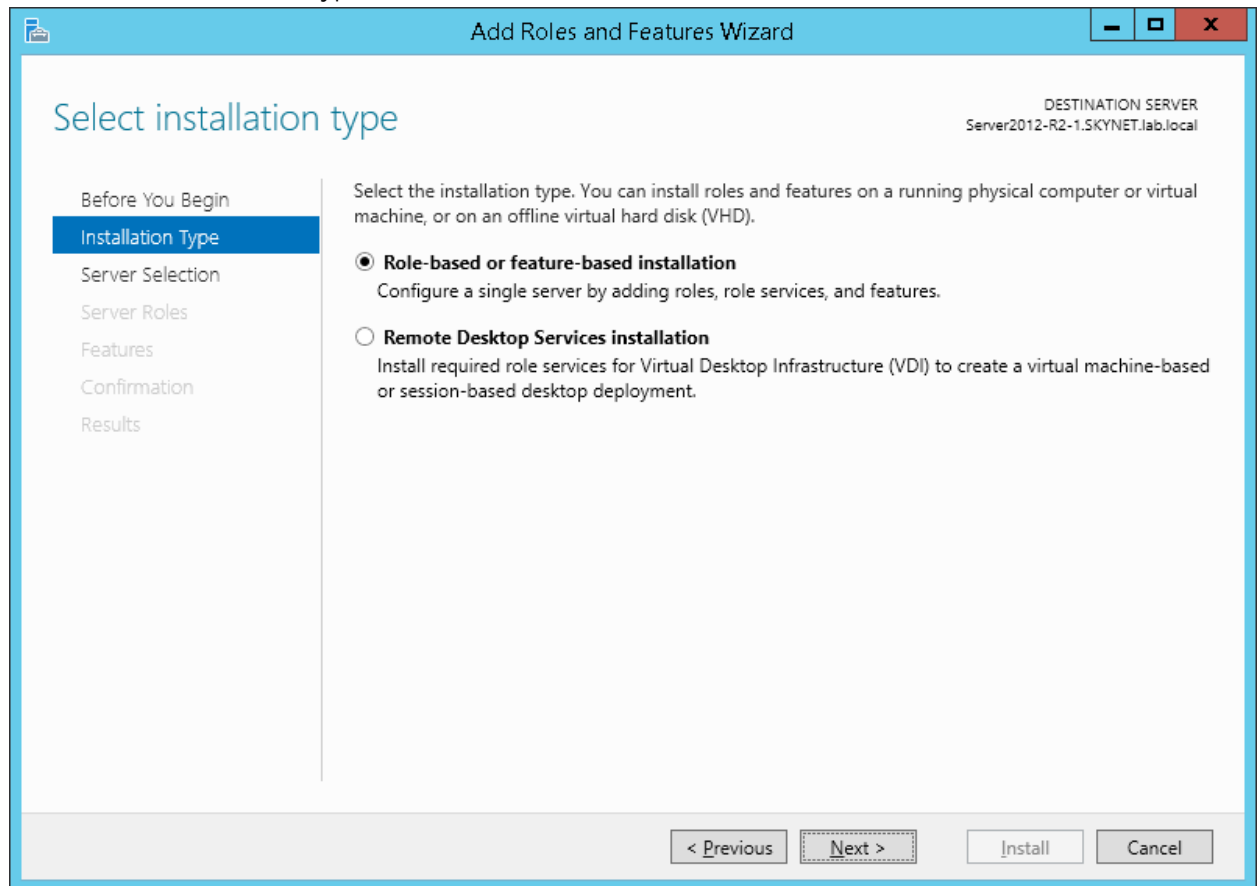 Add Roles and Features Wizard
Select installation type
DESTINATION SERVER
Server2012-R2-1.SKYNET.lab.local
Before You Begin
Installation Type
Server Selection
Server Roles
Features
Confirmation
Results
Select the installation type. You can install roles and features on a running physical computer or virtual
machine, or on an offline virtual hard disk (VHD).
Role-based or feature-based installation
Configure a single server by adding roles, role services, and features.
Remote Desktop Services installation
Install required role services for Virtual Desktop Infrastructure (VDI) to create a virtual machine-based
or session-based desktop deployment.
< Previous
Next >
Install
Cancel